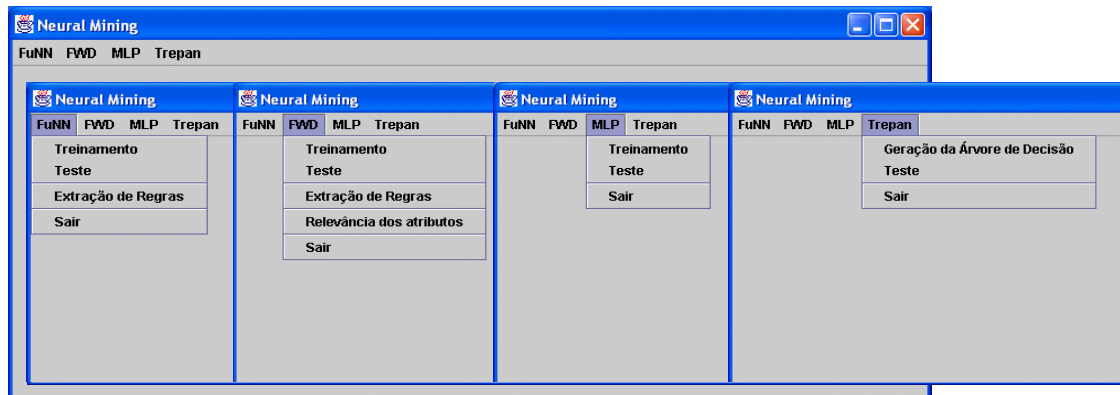 Neural Mining
FuNN FWD MLP Trepan
Neural Mining
FuNN FWD MLP Trepan
Treinamento
Teste
Extração de Regras
Sair
Neural Mining
FuNN FWD MLP Trepan
Treinamento
Teste
Extração de Regras
Relevância dos atributos
Sair
Neural Mining
FuNN FWD MLP Trepan
Treinamento
Teste
Sair
Neural Mining
FuNN FWD MLP Trepan
Geração da Árvore de Decisão
Teste
Sair